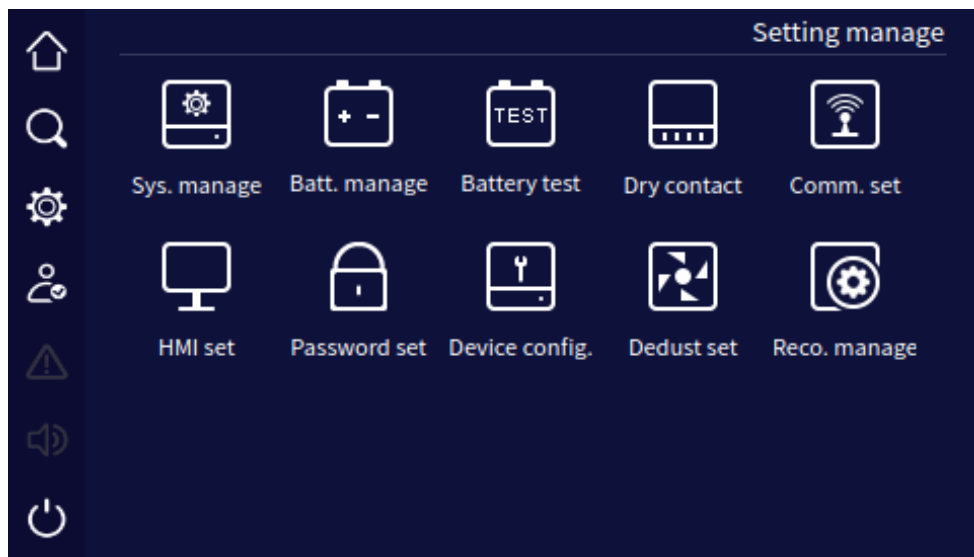 Setting manage
TEST
Sys. manage Batt. manage Battery test Dry contact Comm. set
HMI set Password set Device config. Dedust set Reco. manage